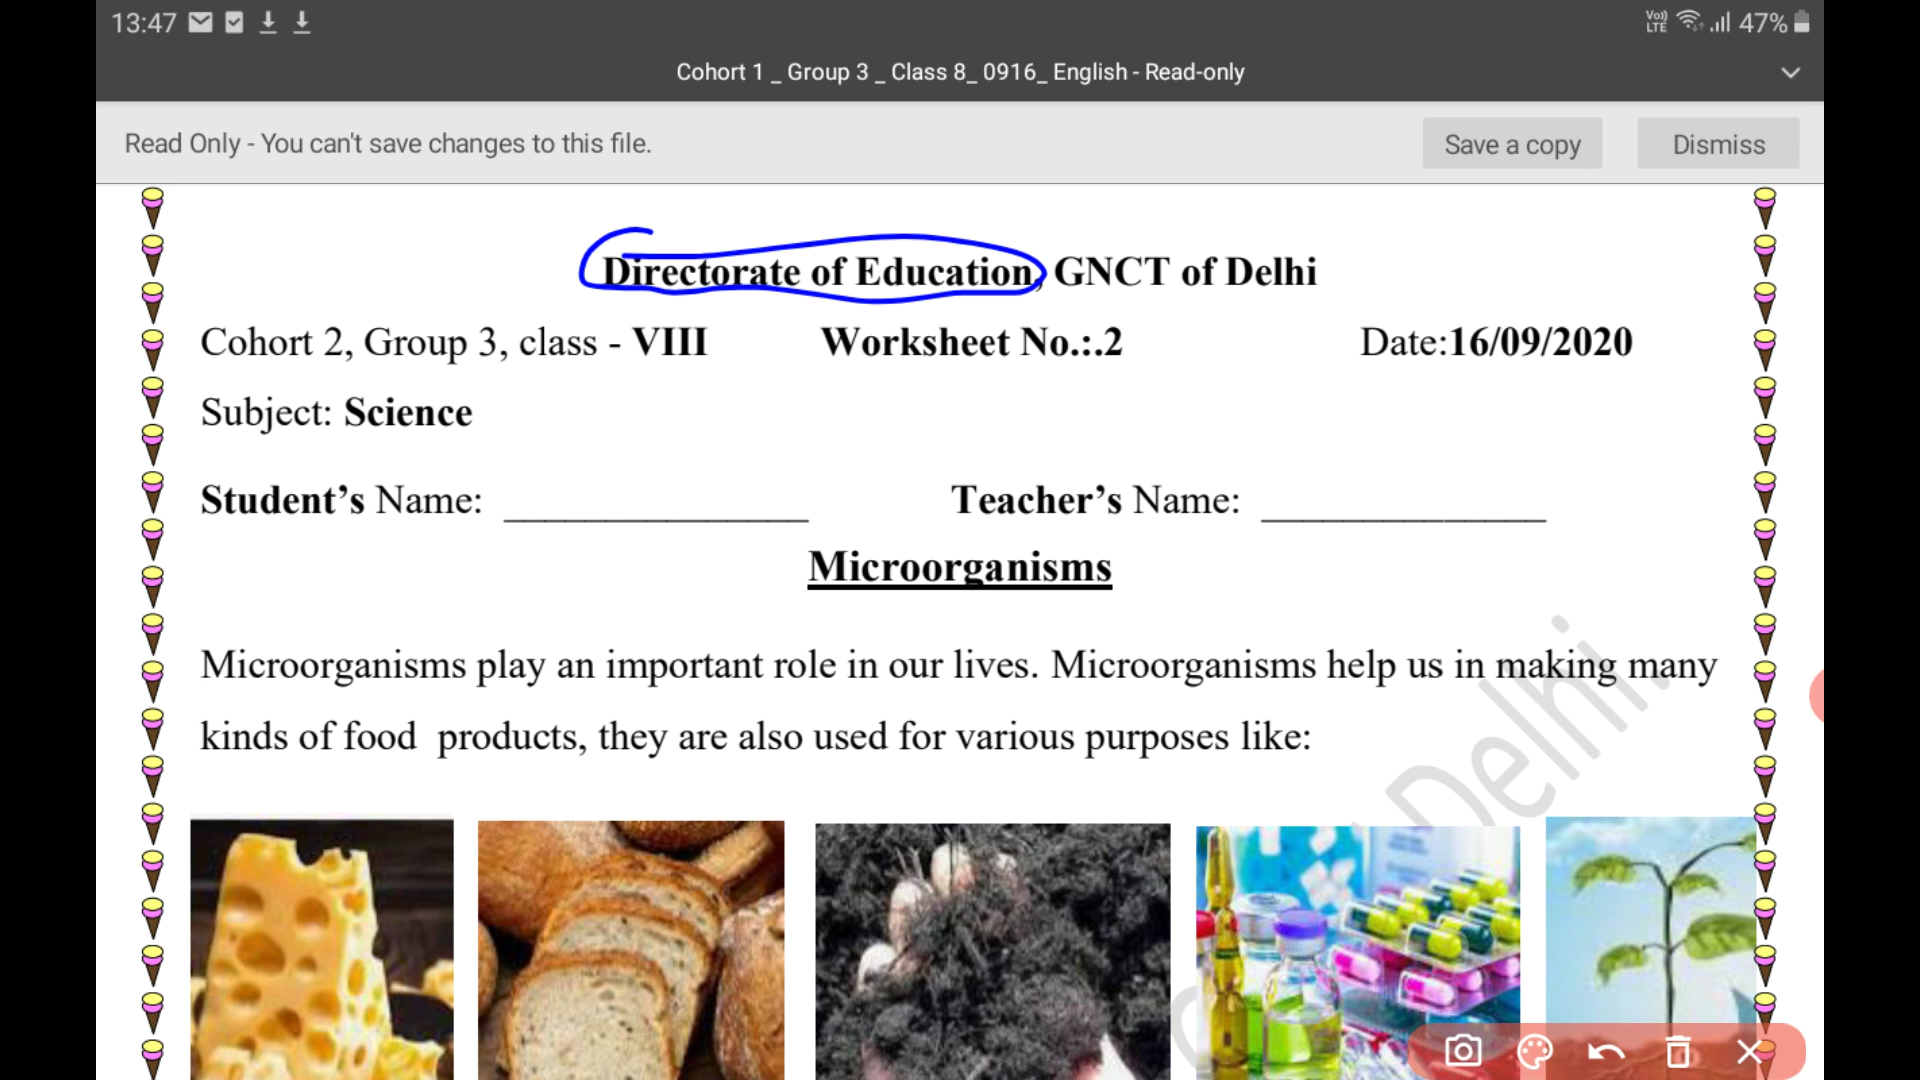 13:47
Vo)) LTE 47%
Cohort 1 _ Group 3 _ Class 8_ 0916_ English - Read-only
Read Only - You can't save changes to this file.
Save a copy
Dismiss
Directorate of Education, GNCT of Delhi
Cohort 2, Group 3, class - VIII Worksheet No.:.2 Date:16/09/2020
Subject: Science
Student’s Name: _______________ Teacher’s Name: ______________
Microorganisms
Microorganisms play an important role in our lives. Microorganisms help us in making many
kinds of food products, they are also used for various purposes like:
Delhi.